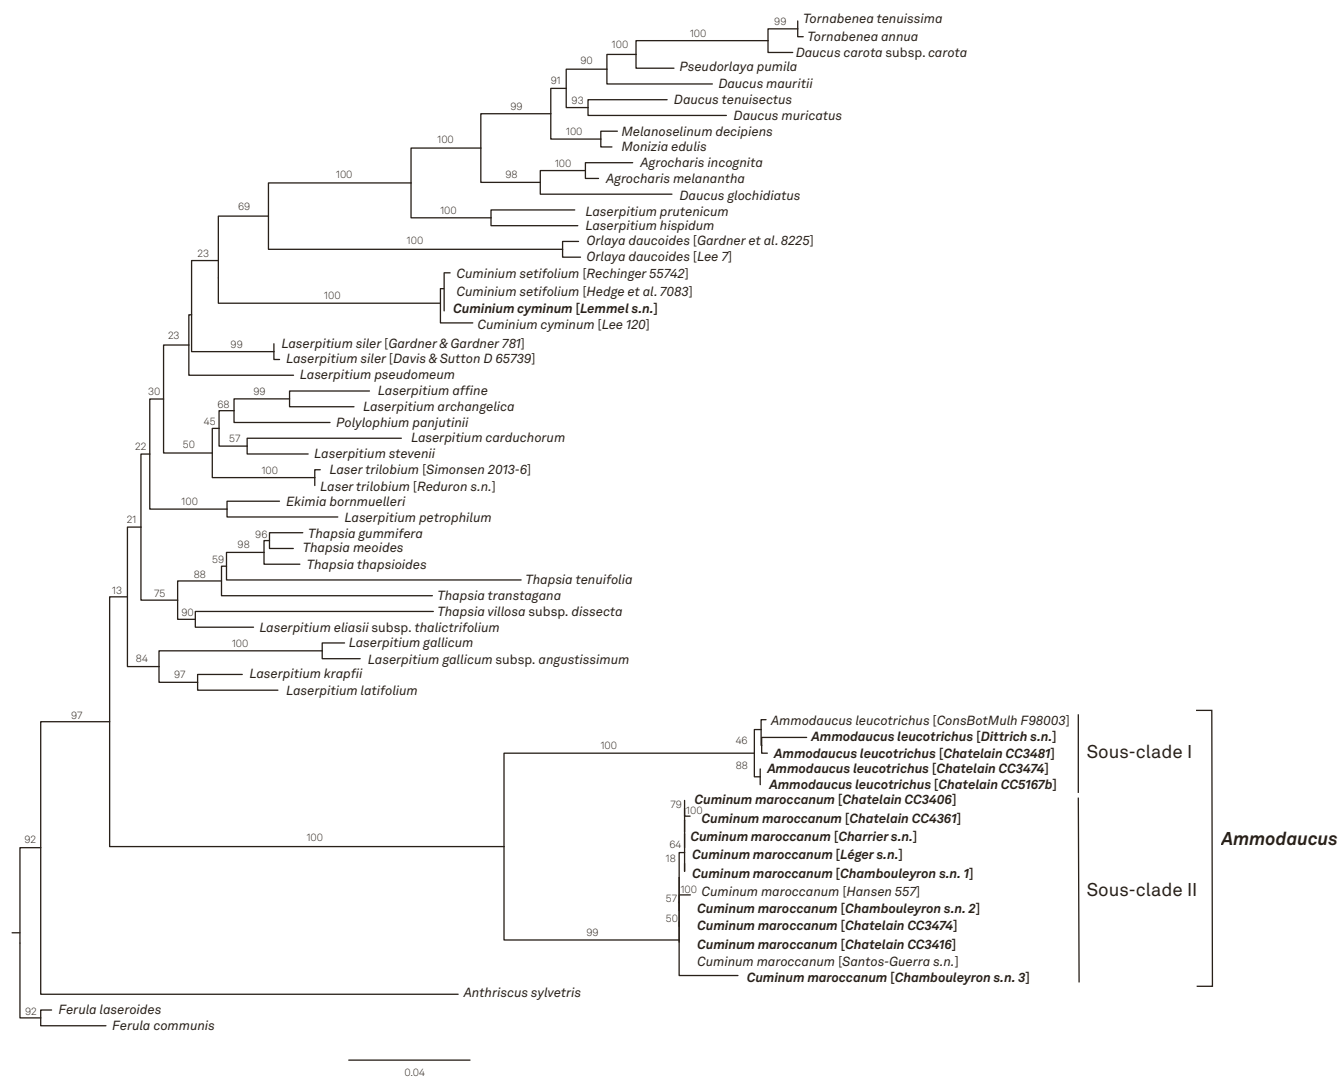 99
Tornabenea tenuissima
Tornabenea annua
100
Daucus carota subsp. carota
100
Pseudorlaya pumila
90
Daucus mauritii
91
Daucus tenuisectus
93
Daucus muricatus
99
Melanoselinum decipiens
100
Monizia edulis
100
Agrocharis incognita
100
Agrocharis melanantha
98
Daucus glochidiatus
100
Laserpitium prutenicum
100
Laserpitium hispidum
69
Orlaya daucoides [Gardner et al. 8225]
100
Orlaya daucoides [Lee 7]
23
Cuminium setifolium [Rechinger 55742]
Cuminium setifolium [Hedge et al. 7083]
100
Cuminium cyminum [Lemmel s.n.]
Cuminium cyminum [Lee 120]
23
Laserpitium siler [Gardner & Gardner 781]
99
Laserpitium siler [Davis & Sutton D 65739]
Laserpitium pseudomeum
30
Laserpitium affine
99
Laserpitium archangelica
68
Polylophium panjutinii
45
Laserpitium carduchorum
57
Laserpitium stevenii
50
Laser trilobium [Simonsen 2013-6]
100
Laser trilobium [Reduron s.n.]
22
Ekimia bornmuelleri
100
Laserpitium petrophilum
21
Thapsia gummifera
96
Thapsia meoides
98
Thapsia thapsioides
59
Thapsia tenuifolia
88
Thapsia transtagana
75
Thapsia villosa subsp. dissecta
90
Laserpitium eliasii subsp. thalictrifolium
13
Laserpitium gallicum
100
Laserpitium gallicum subsp. angustissimum
84
Laserpitium krapfii
97
Laserpitium latifolium
97
Ammodaucus leucotrichus [ConsBotMulh F98003]
46
Ammodaucus leucotrichus [Dittrich s.n.]
100
Ammodaucus leucotrichus [Chatelain CC3481]
88
Ammodaucus leucotrichus [Chatelain CC3474]
Ammodaucus leucotrichus [Chatelain CC5167b]
Sous-clade I
79
Cuminum maroccanum [Chatelain CC3406]
100
Cuminum maroccanum [Chatelain CC4361]
Cuminum maroccanum [Charrier s.n.]
64
Cuminum maroccanum [Léger s.n.]
18
Cuminum maroccanum [Chambouleyron s.n. 1]
100
Cuminum maroccanum [Hansen 557]
57
Cuminum maroccanum [Chambouleyron s.n. 2]
50
Cuminum maroccanum [Chatelain CC3474]
Cuminum maroccanum [Chatelain CC3416]
99
Cuminum maroccanum [Santos-Guerra s.n.]
Cuminum maroccanum [Chambouleyron s.n. 3]
Sous-clade II
Ammodaucus
100
92
Anthriscus sylvetris
92
Ferula laseroides
Ferula communis
0.04